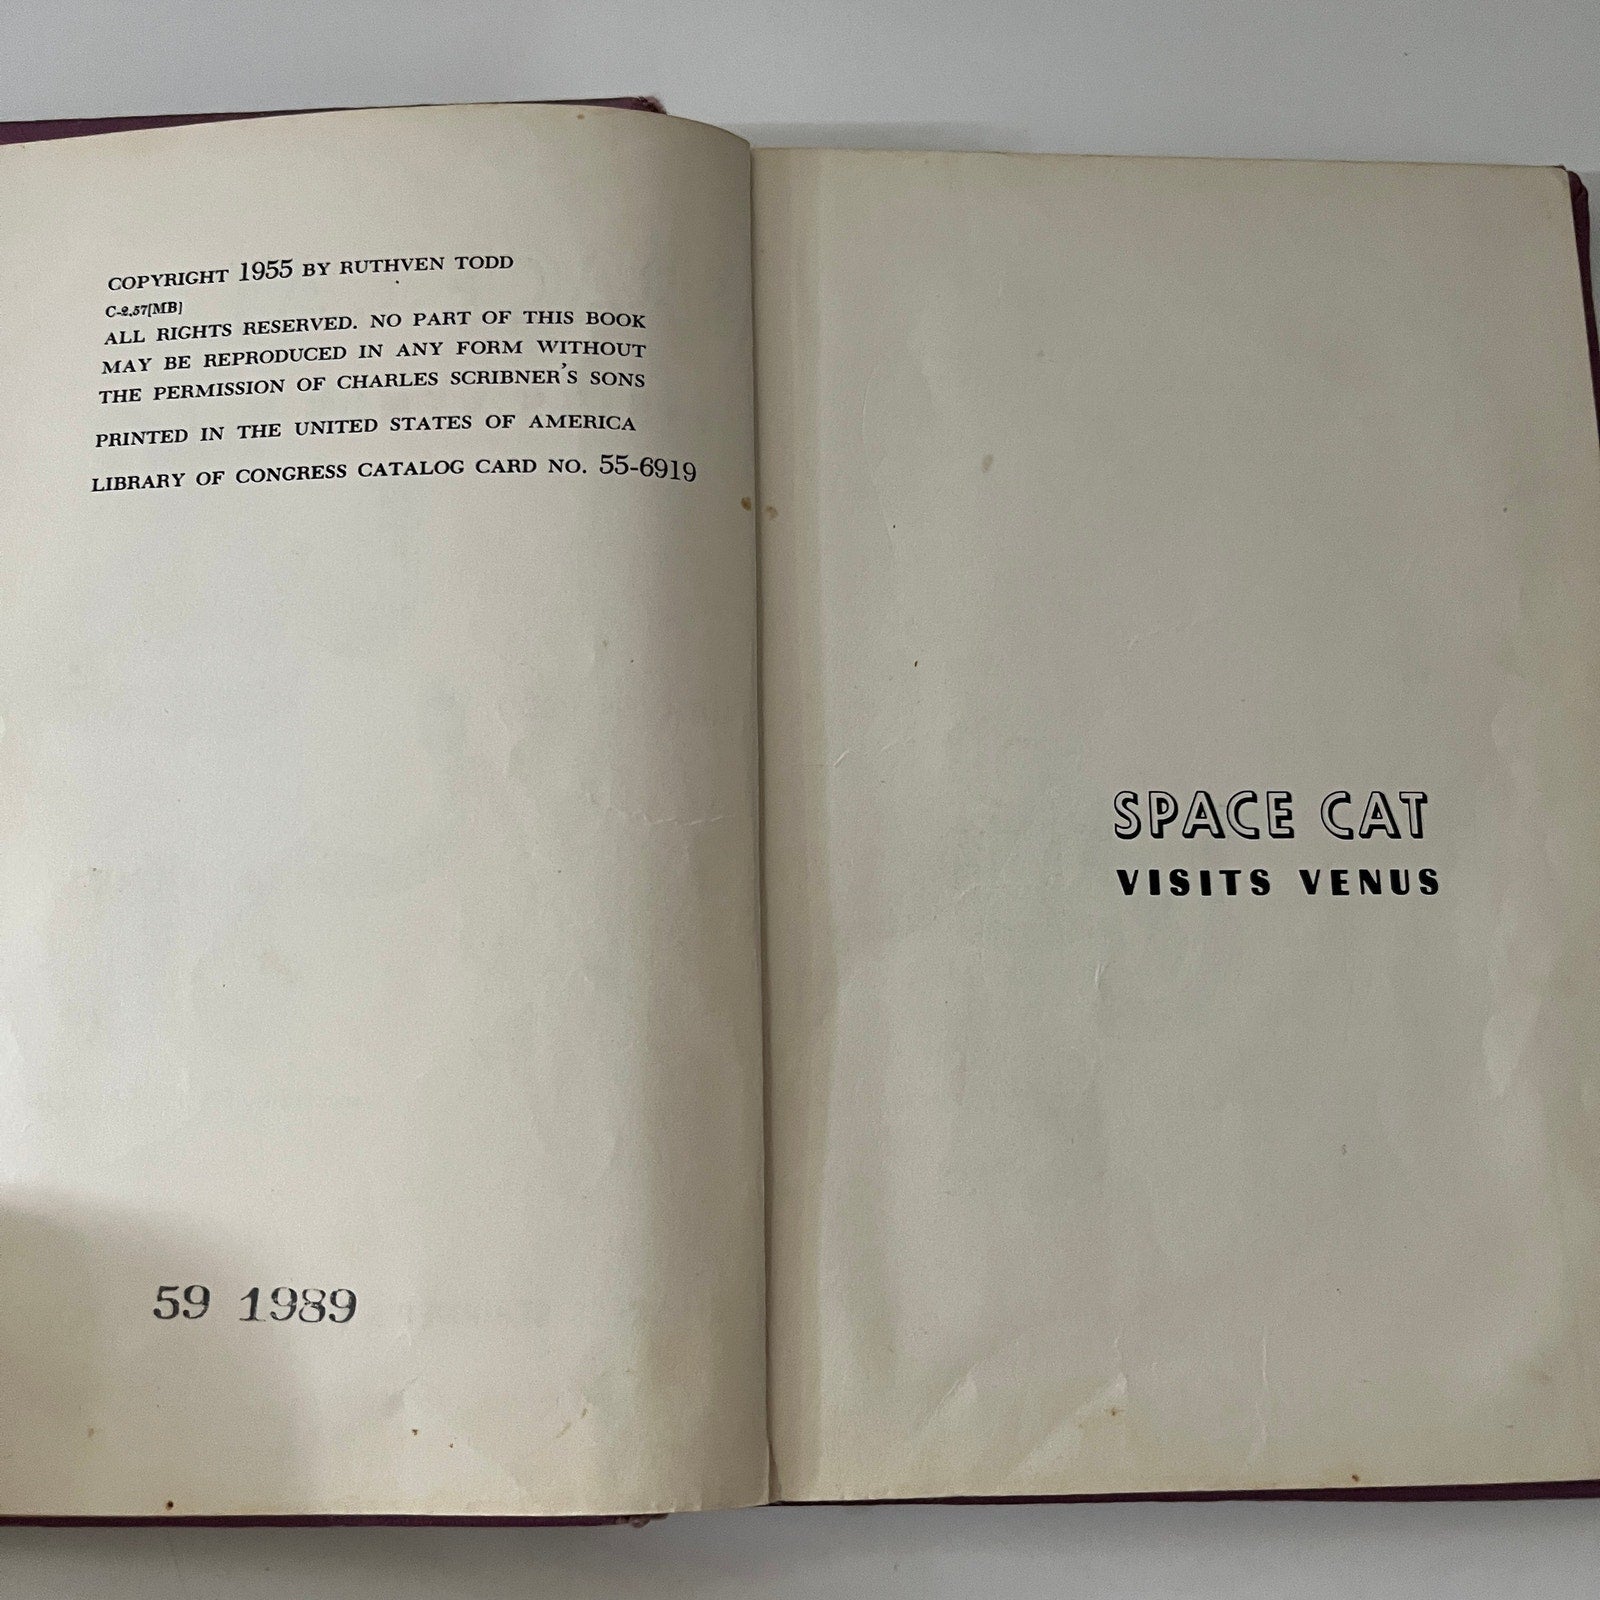 COPYRIGHT 1955 BY RUTHVEN TODD
C-2.57[MB]
ALL RIGHTS RESERVED. NO PART OF THIS BOOK
MAY BE REPRODUCED IN ANY FORM WITHOUT
THE PERMISSION OF CHARLES SCRIBNER'S SONS
PRINTED IN THE UNITED STATES OF AMERICA
LIBRARY OF CONGRESS CATALOG CARD NO. 55-6919
59 1989
SPACE CAT
VISITS VENUS